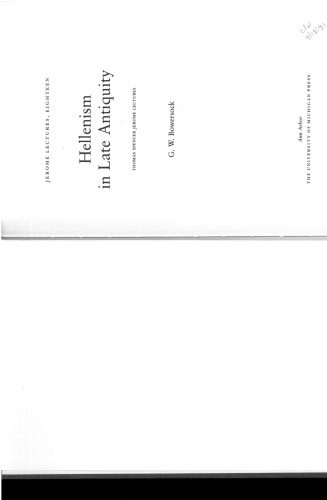 JEROME LECTURES, EIGHTEEN
Hellenism
in Late Antiquity
THOMAS SPENCER JEROME LECTURES
G. W. Bowersock
Ann Arbor
THE UNIVERSITY OF MICHIGAN PRESS